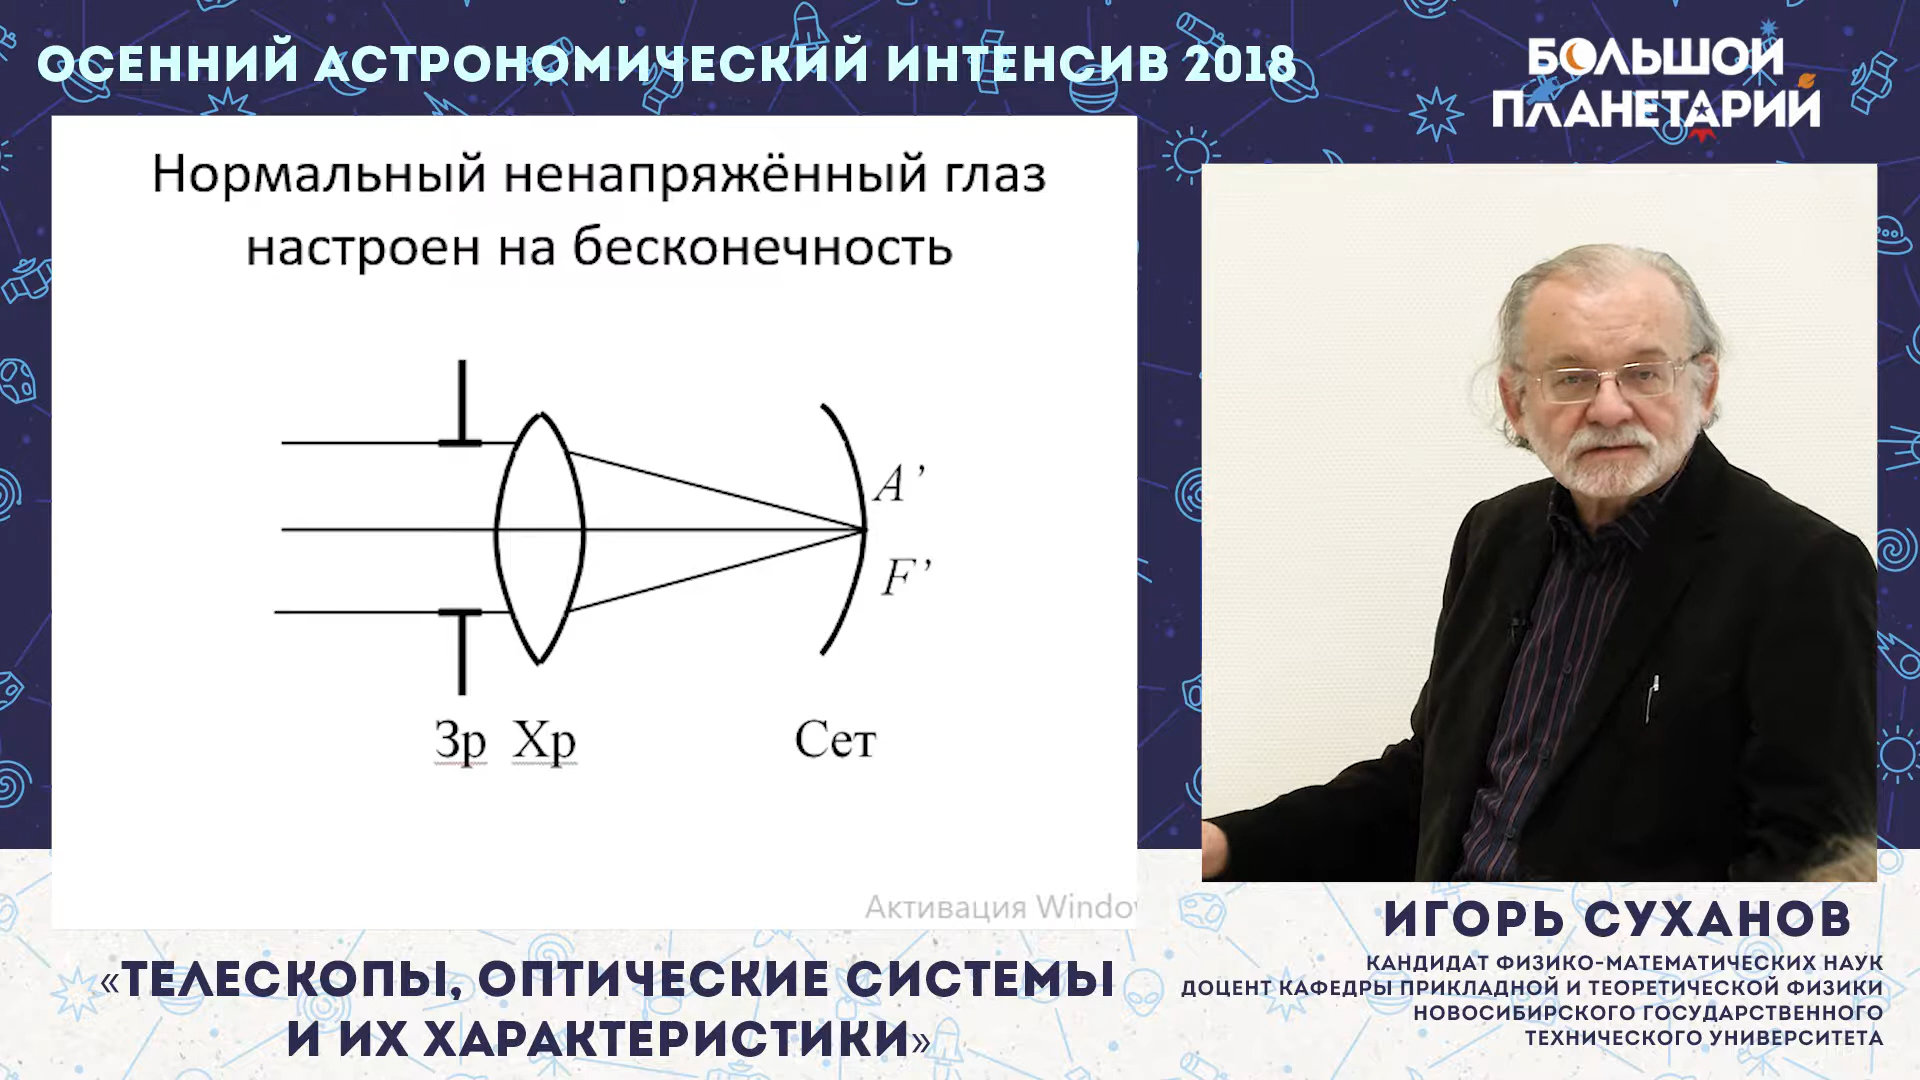 ОСЕННИЙ АСТРОНОМИЧЕСКИЙ ИНТЕНСИВ 2018
БОЛЬШОЙ
ПЛАНЕТАРИЙ
Нормальный ненапряжённый глаз
настроен на бесконечность
A’
F’
Зр Хр Сет
Активация Windo
«ТЕЛЕСКОПЫ, ОПТИЧЕСКИЕ СИСТЕМЫ
И ИХ ХАРАКТЕРИСТИКИ»
ИГОРЬ СУХАНОВ
КАНДИДАТ ФИЗИКО-МАТЕМАТИЧЕСКИХ НАУК
ДОЦЕНТ КАФЕДРЫ ПРИКЛАДНОЙ И ТЕОРЕТИЧЕСКОЙ ФИЗИКИ
НОВОСИБИРСКОГО ГОСУДАРСТВЕННОГО
ТЕХНИЧЕСКОГО УНИВЕРСИТЕТА